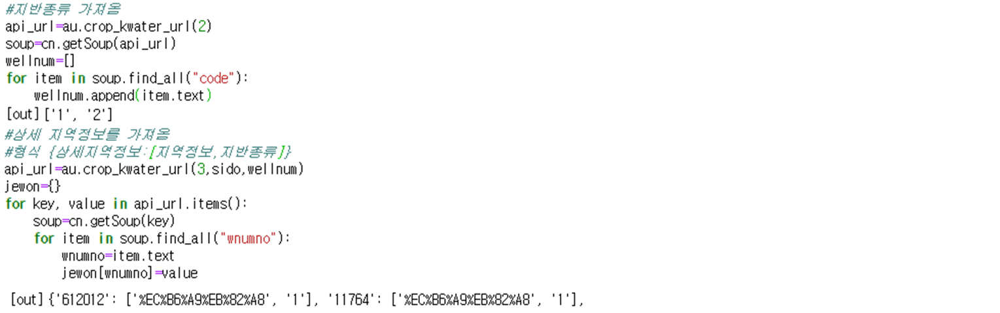 #지반종류 가져옴
api_url=au.crop_kwater_url(2)
soup=cn.getSoup(api_url)
wellnum=[]
for item in soup.find_all("code"):
    wellnum.append(item.text)
[out] ['1', '2']
#상세 지역정보를 가져옴
#형식 {상세지역정보:[지역정보,지반종류]}
api_url=au.crop_kwater_url(3,sido,wellnum)
jewon={}
for key, value in api_url.items():
    soup=cn.getSoup(key)
    for item in soup.find_all("wnumno"):
        wnumno=item.text
        jewon[wnumno]=value
[out] {'612012': ['%EC%B6%A9%EB%82%A8', '1'], '11764': ['%EC%B6%A9%EB%82%A8', '1'],